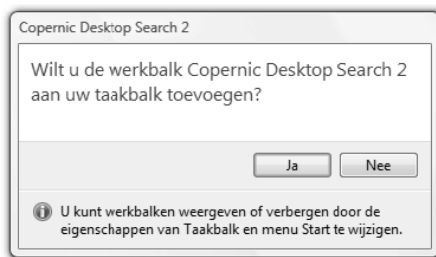 Copernic Desktop Search 2
Wilt u de werkbalk Copernic Desktop Search 2
aan uw taakbalk toevoegen?
Ja
Nee
U kunt werkbalken weergeven of verbergen door de
eigenschappen van Taakbalk en menu Start te wijzigen.